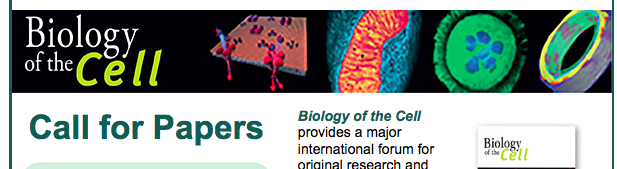 Biology
of the Cell
Call for Papers
Biology of the Cell
provides a major
international forum for
original research and
Biology
of the Cell